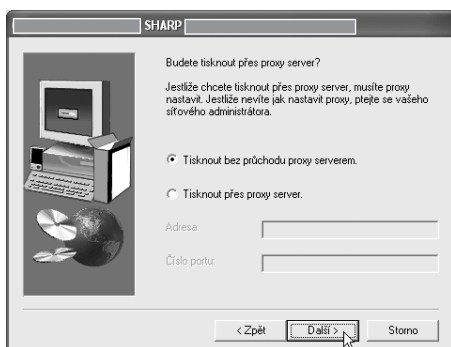 SHARP
Budete tisknout přes proxy server?
Jestliže chcete tisknout přes proxy server, musíte proxy
nastavit. Jestliže nevíte jak nastavit proxy, ptejte se vašeho
síťového administrátora.
Tisknout bez průchodu proxy serverem.
Tisknout přes proxy server.
Adresa:
Číslo portu:
< Zpět
Další >
Storno